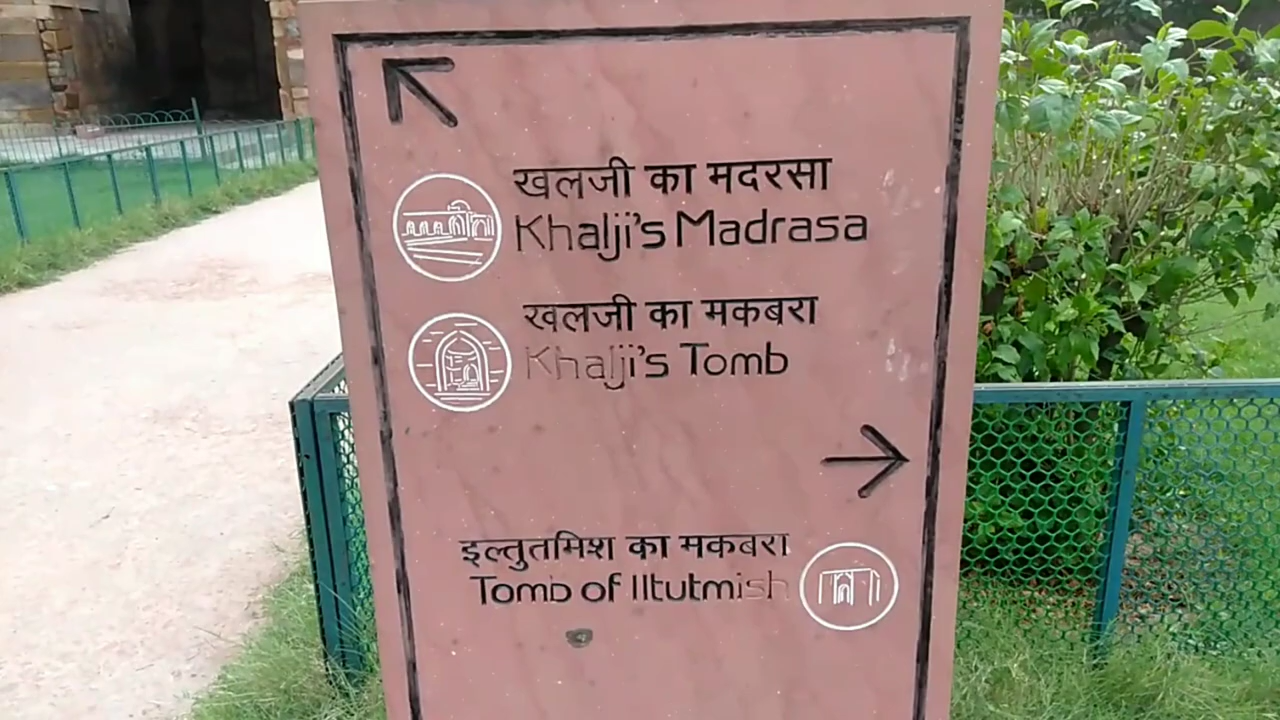 खलजी का मदरसा
Khalji's Madrasa
खलजी का मकबरा
Khalji's Tomb
इल्तुतमिश का मकबरा
Tomb of Iltutmish